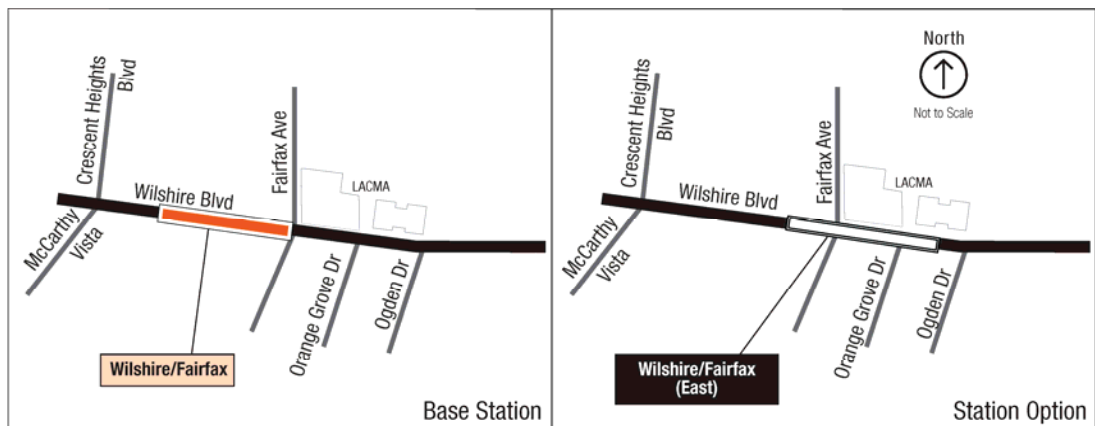 Crescent Heights
Blvd
Wilshire Blvd
Fairfax Ave
LACMA
McCarthy
Vista
Orange Grove Dr
Ogden Dr
Wilshire/Fairfax
Base Station
North
Not to Scale
Crescent Heights
Blvd
Wilshire Blvd
Fairfax Ave
LACMA
McCarthy
Vista
Orange Grove Dr
Ogden Dr
Wilshire/Fairfax
(East)
Station Option